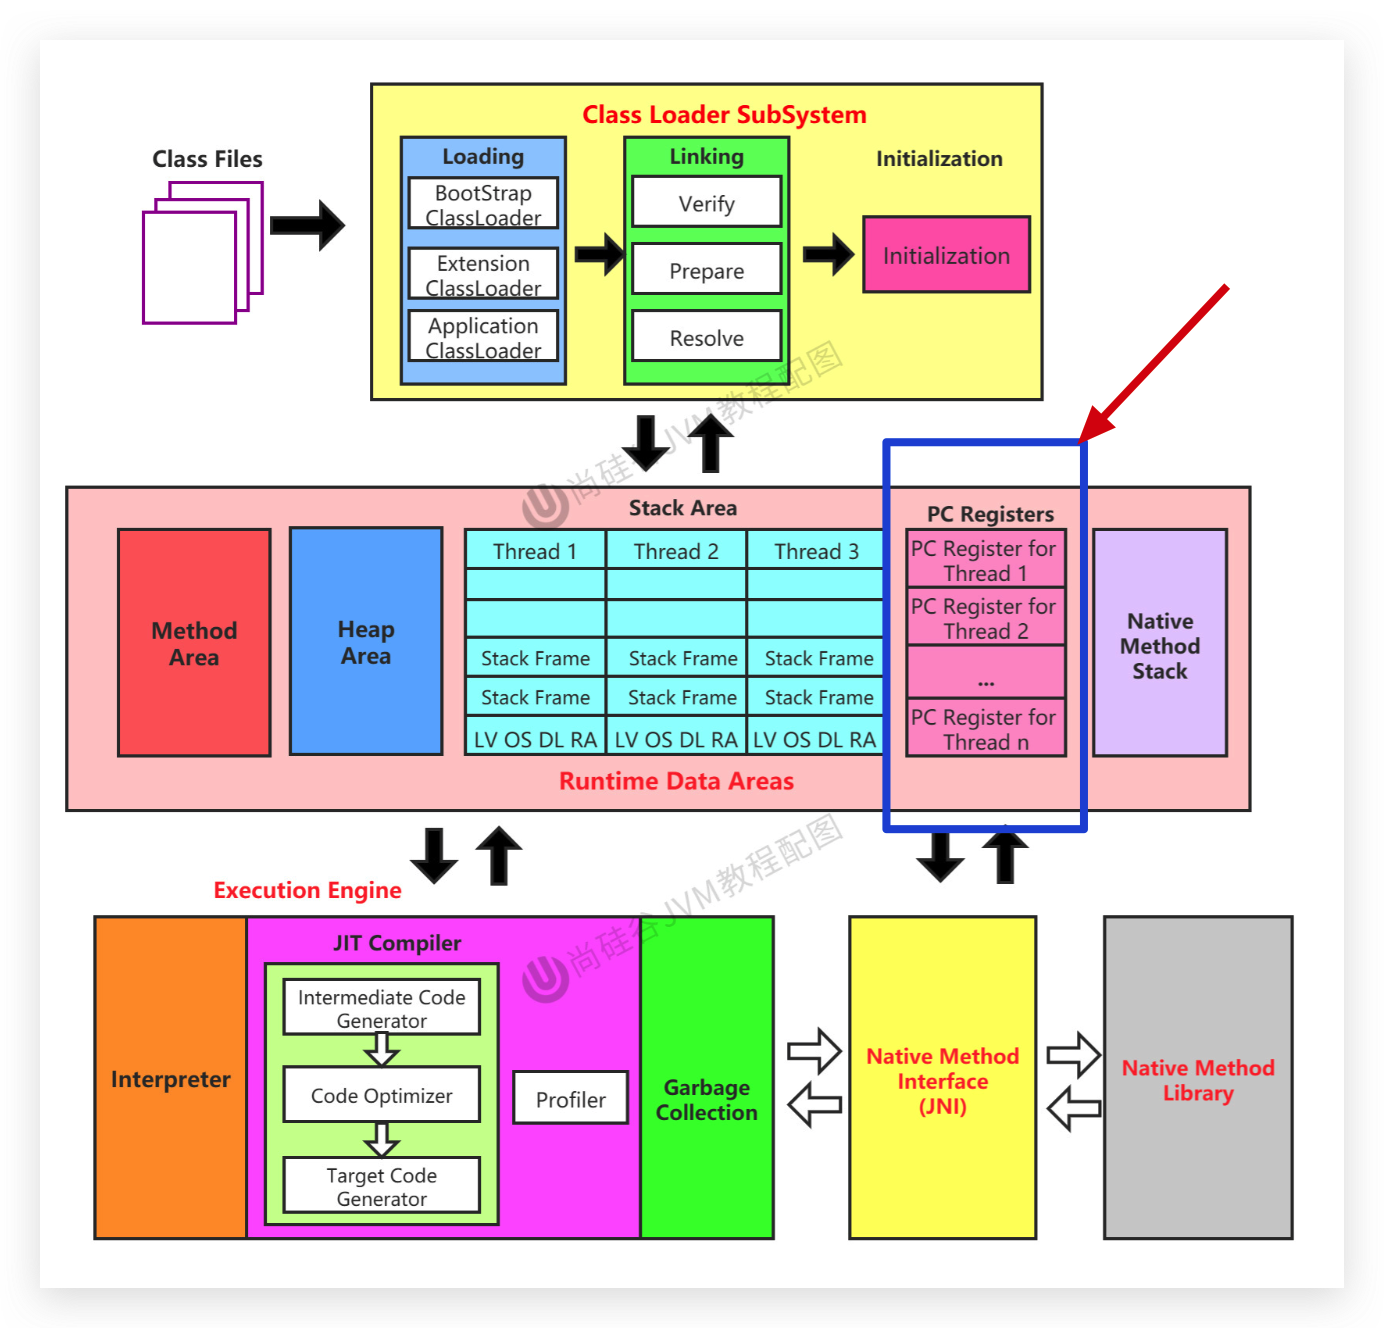 Class Loader SubSystem
Class Files
Loading
BootStrap
ClassLoader
Extension
ClassLoader
Application
ClassLoader
Linking
Verify
Prepare
Resolve
Initialization
Initialization
尚硅谷JVM教程配图
Stack Area
PC Registers
Method
Area
Heap
Area
Thread 1
Thread 2
Thread 3
Stack Frame
Stack Frame
Stack Frame
Stack Frame
Stack Frame
Stack Frame
LV OS DL RA
LV OS DL RA
LV OS DL RA
PC Register for
Thread 1
PC Register for
Thread 2
...
PC Register for
Thread n
Native
Method
Stack
Runtime Data Areas
尚硅谷JVM教程配图
Execution Engine
Interpreter
JIT Compiler
Intermediate Code
Generator
Code Optimizer
Target Code
Generator
Profiler
Garbage
Collection
Native Method
Interface
(JNI)
Native Method
Library